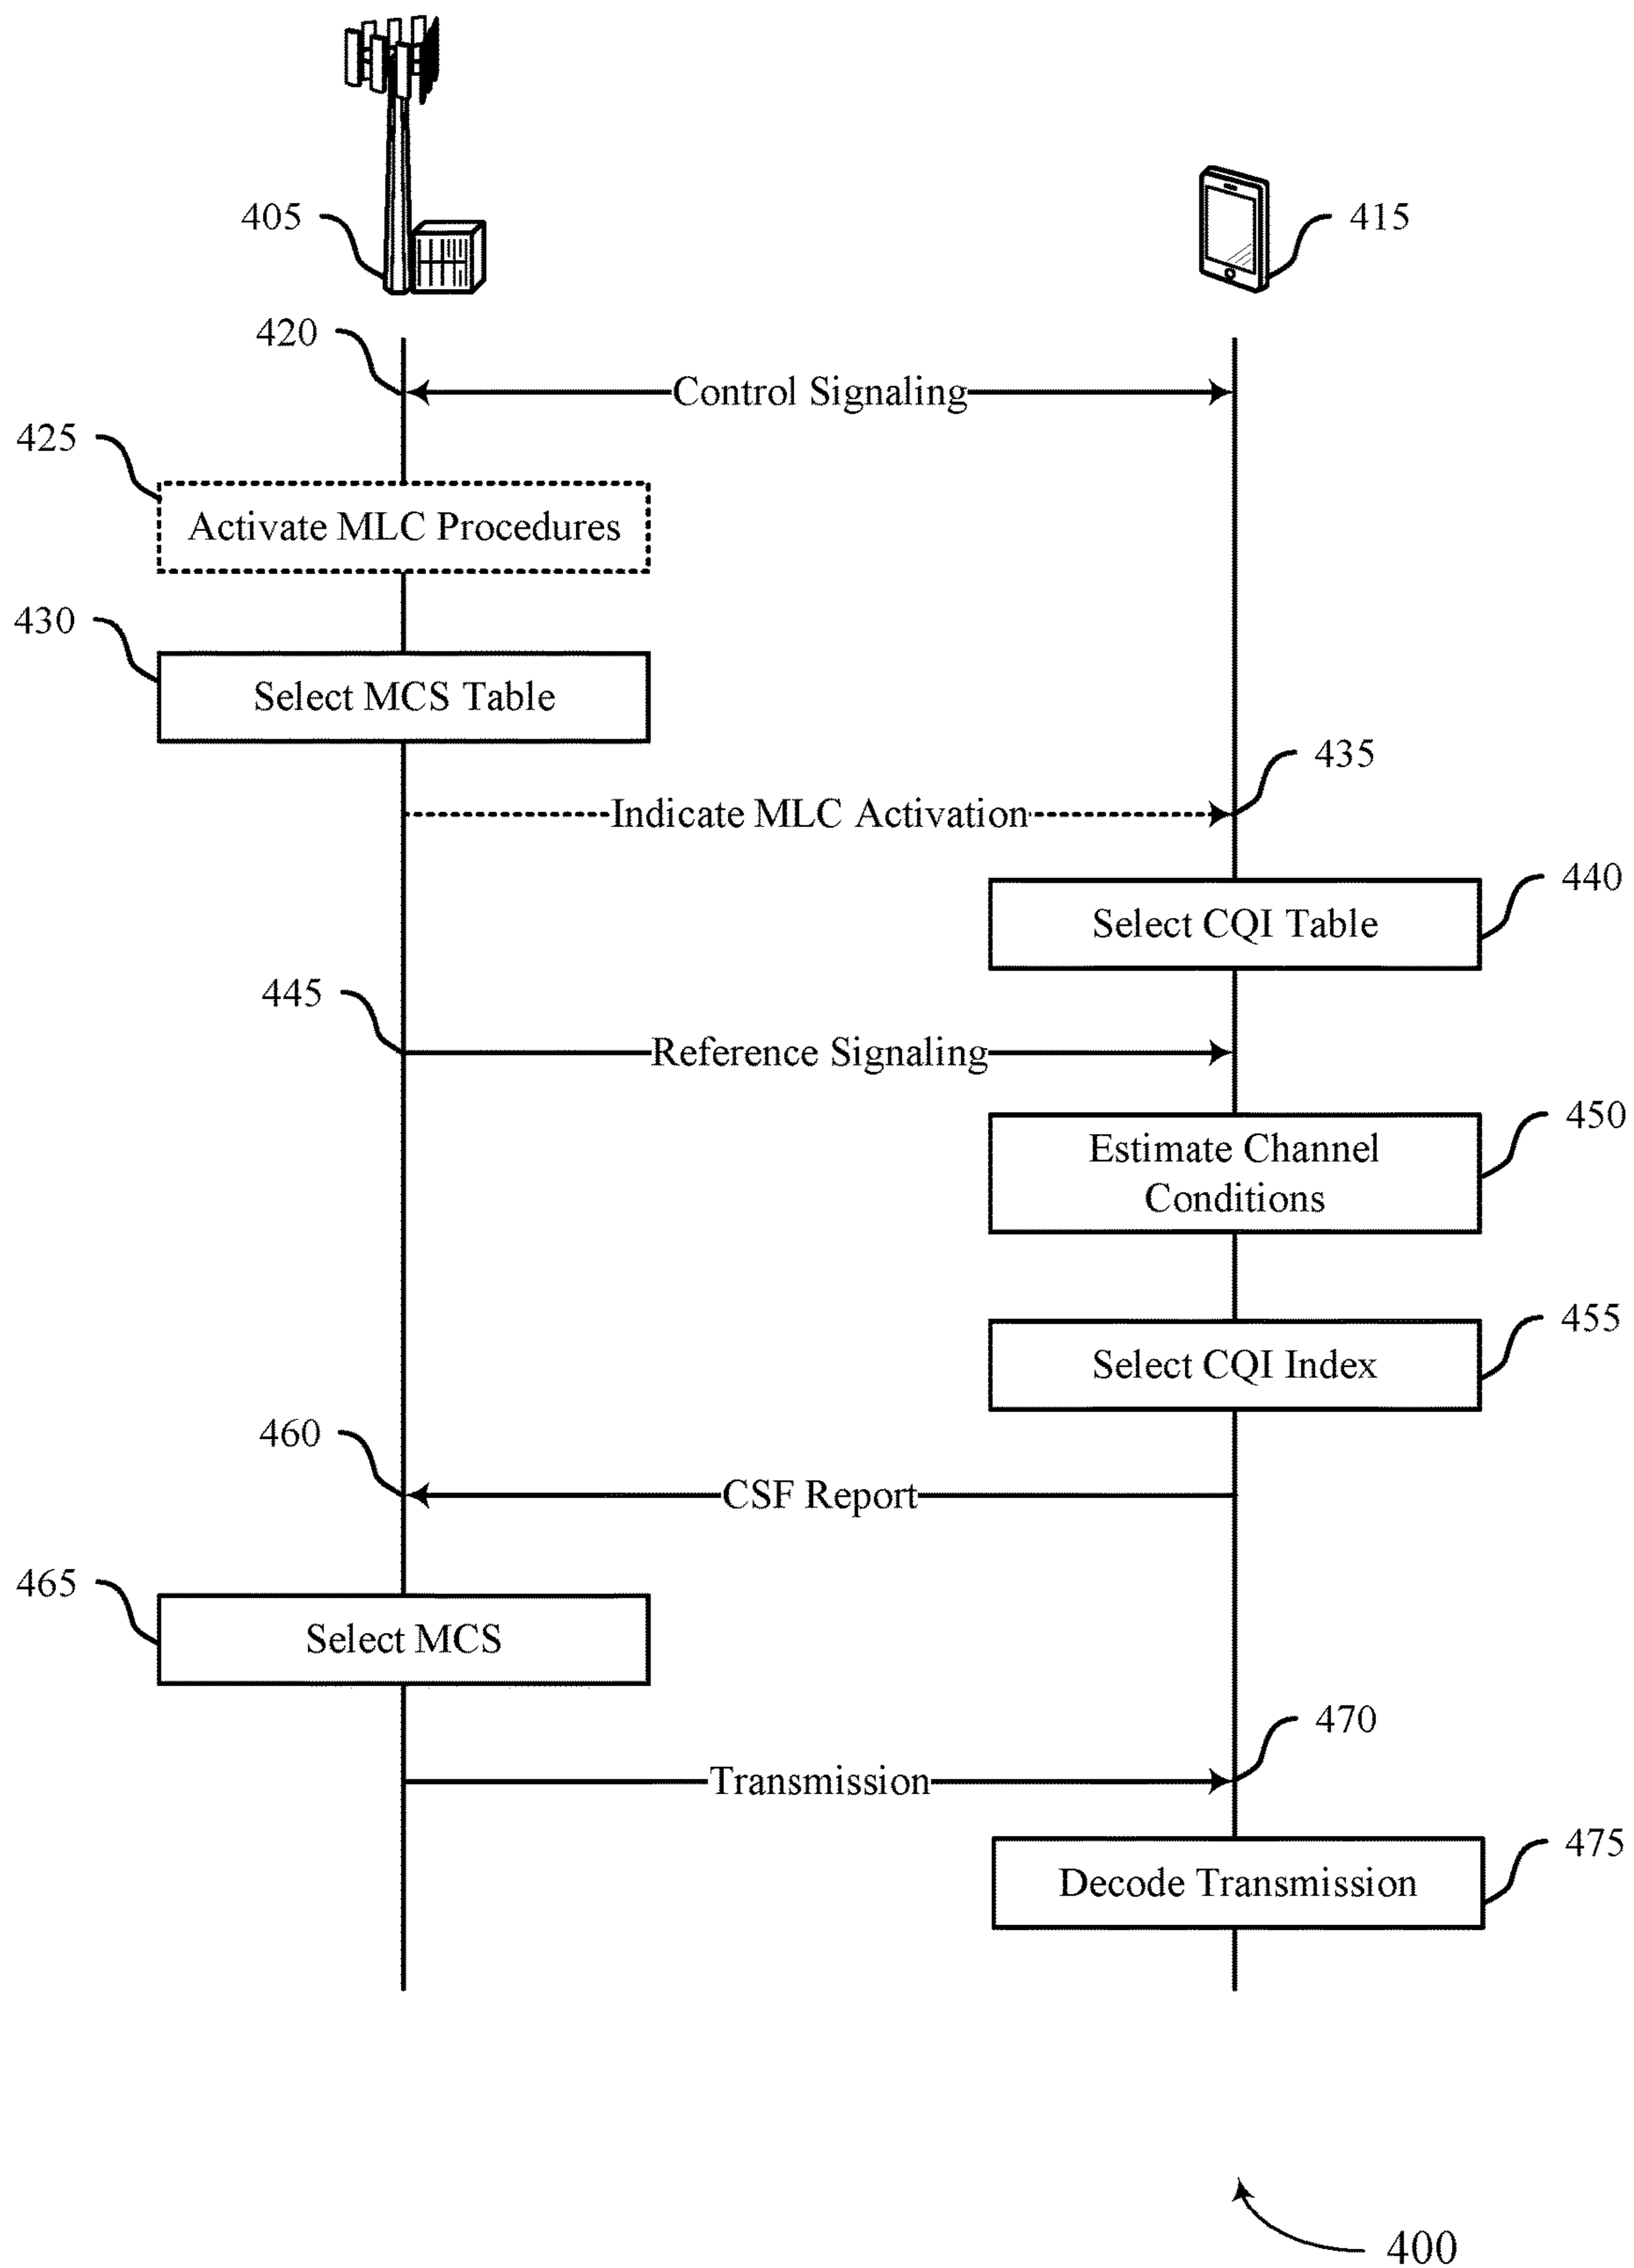 405
415
420
Control Signaling
425
Activate MLC Procedures
430
Select MCS Table
435
Indicate MLC Activation
440
Select CQI Table
445
Reference Signaling
450
Estimate Channel
Conditions
455
Select CQI Index
460
CSF Report
465
Select MCS
470
Transmission
475
Decode Transmission
400